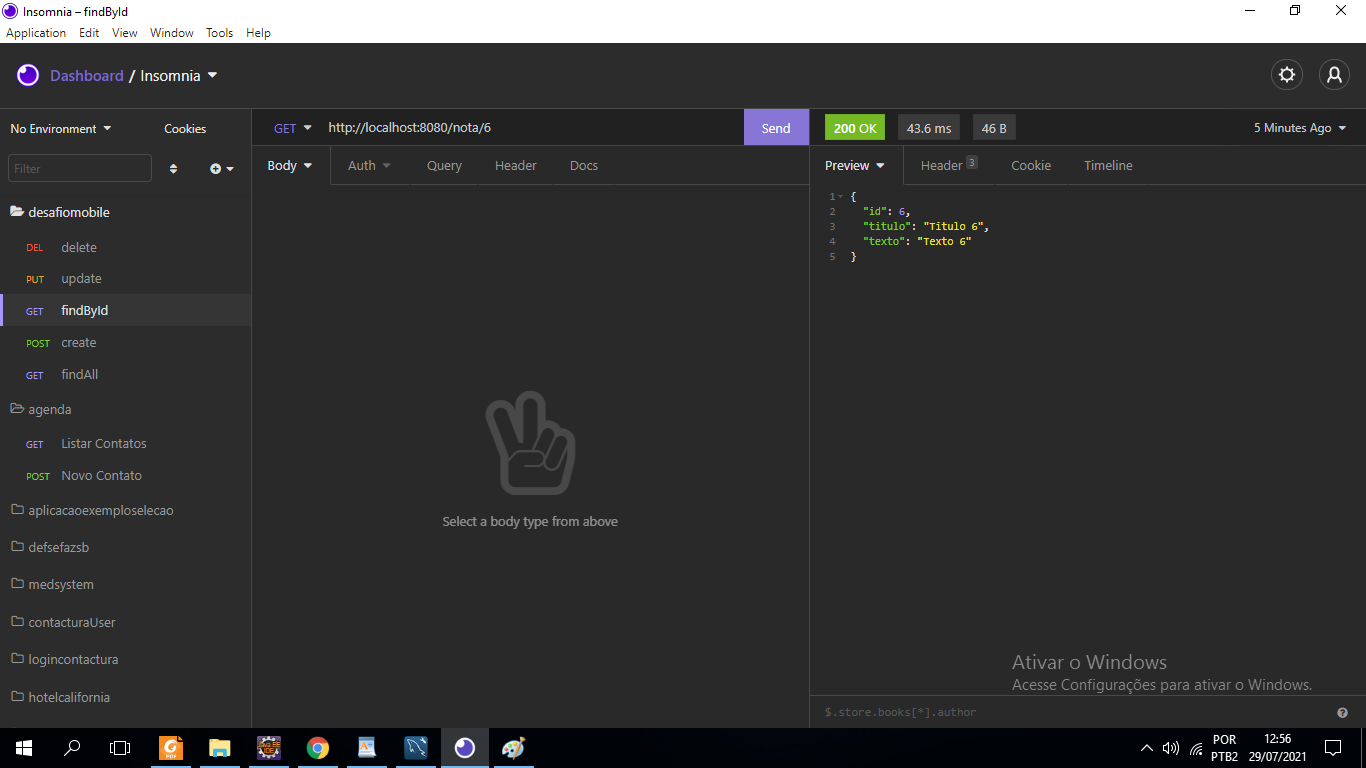 Insomnia – findById
Application Edit View Window Tools Help
Dashboard / Insomnia
No Environment Cookies
GET http://localhost:8080/nota/6 Send
200 OK 43.6 ms 46 B 5 Minutes Ago
Filter
Body Auth Query Header Docs
Preview Header 3 Cookie Timeline
desafiomobile
DEL delete
PUT update
GET findById
POST create
GET findAll
agenda
GET Listar Contatos
POST Novo Contato
aplicacaoexemploselecao
defsefazsb
medsystem
contacturaUser
logincontactura
hotelcalifornia
Select a body type from above
1 {
2 "id": 6,
3 "titulo": "Titulo 6",
4 "texto": "Texto 6"
5 }
Ativar o Windows
Acesse Configurações para ativar o Windows.
$.store.books[*].author
PDF
Java EE
IDE
POR
PTB2
12:56
29/07/2021